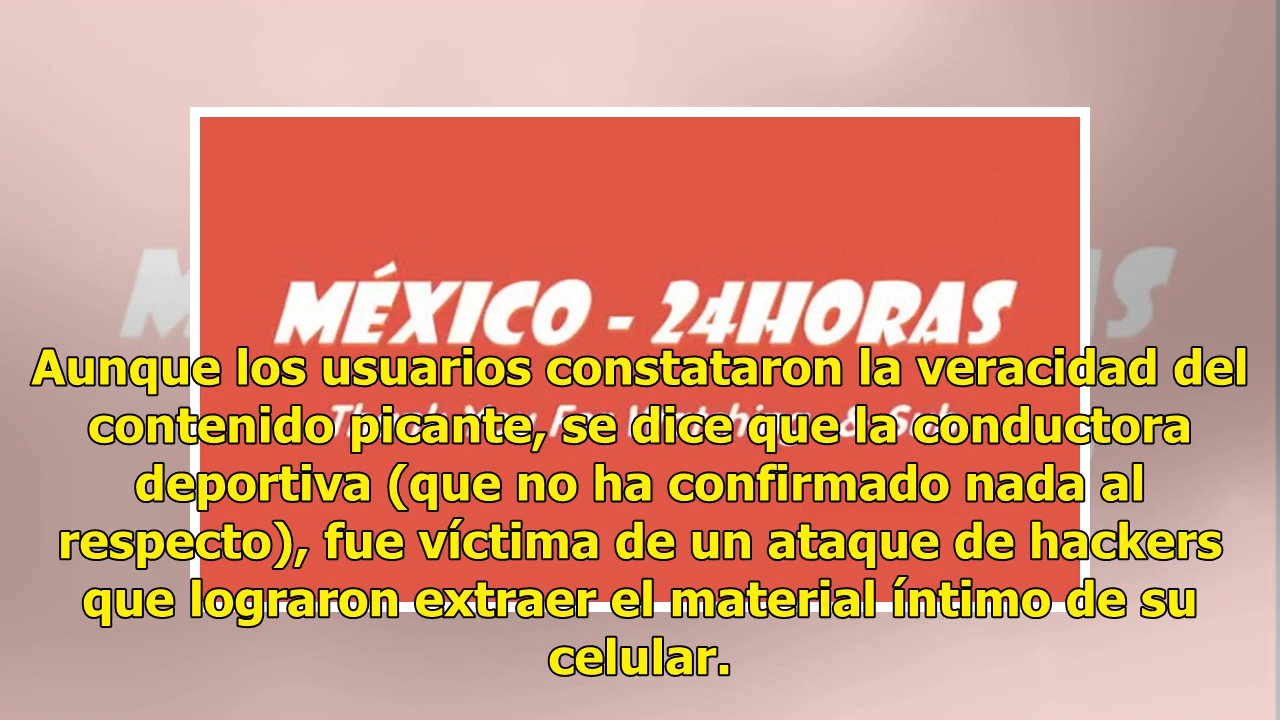 MÉXICO - 24HORAS
Aunque los usuarios constataron la veracidad del
contenido picante, se dice que la conductora
deportiva (que no ha confirmado nada al
respecto), fue víctima de un ataque de hackers
que lograron extraer el material íntimo de su
celular.